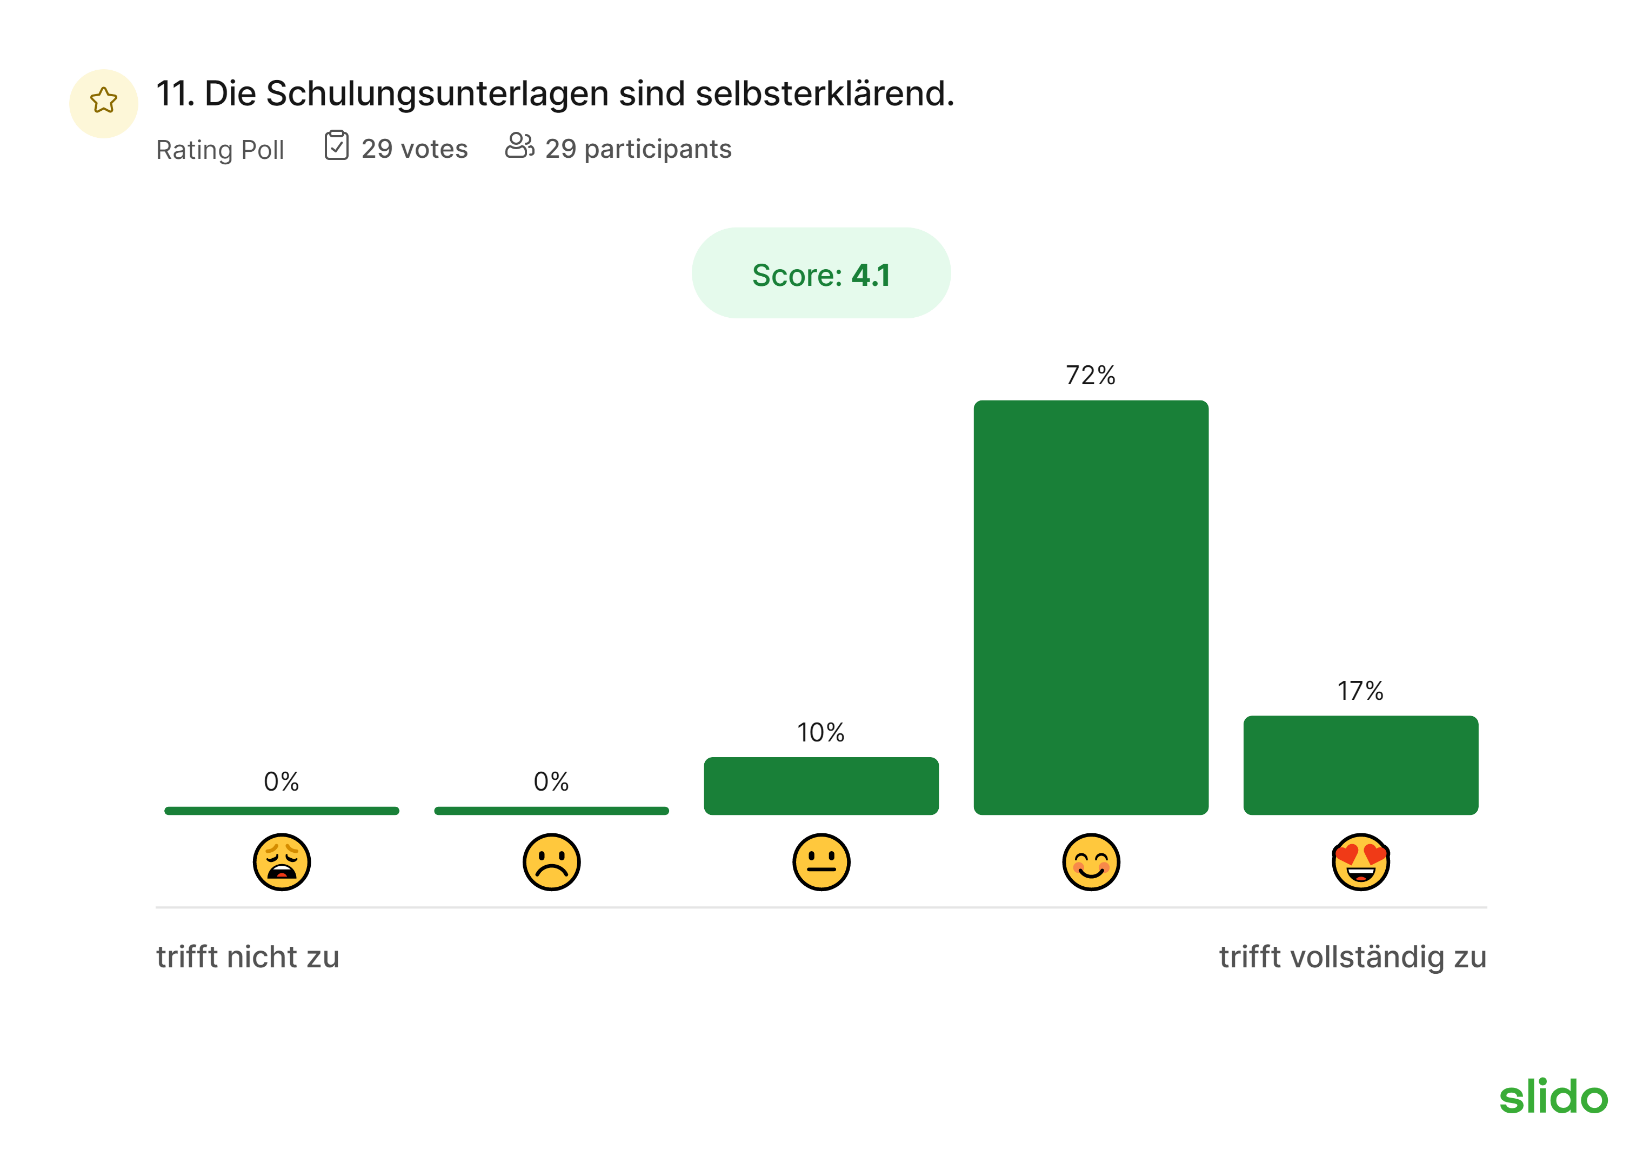 11. Die Schulungsunterlagen sind selbsterklärend.
Rating Poll 29 votes 29 participants
Score: 4.1
72%
17%
10%
0% 0%
trifft nicht zu trifft vollständig zu
slido